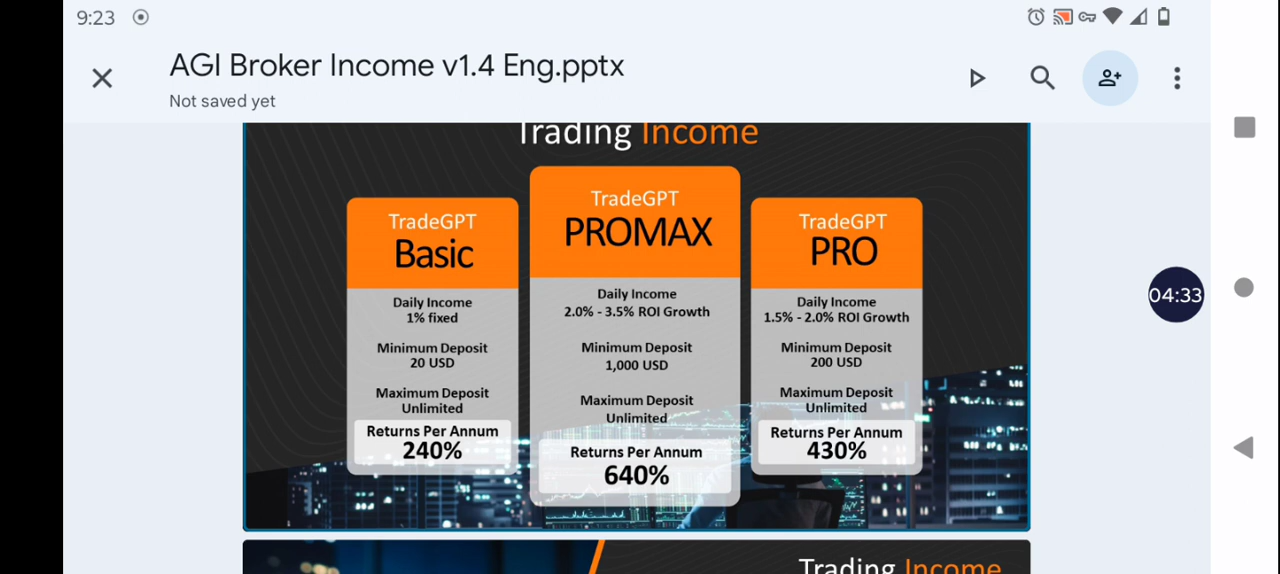 9:23
AGI Broker Income v1.4 Eng.pptx
Not saved yet
Trading Income
TradeGPT
Basic
Daily Income
1% fixed
Minimum Deposit
20 USD
Maximum Deposit
Unlimited
Returns Per Annum
240%
TradeGPT
PROMAX
Daily Income
2.0% - 3.5% ROI Growth
Minimum Deposit
1,000 USD
Maximum Deposit
Unlimited
Returns Per Annum
640%
TradeGPT
PRO
Daily Income
1.5% - 2.0% ROI Growth
Minimum Deposit
200 USD
Maximum Deposit
Unlimited
Returns Per Annum
430%
04:33
Trading Income